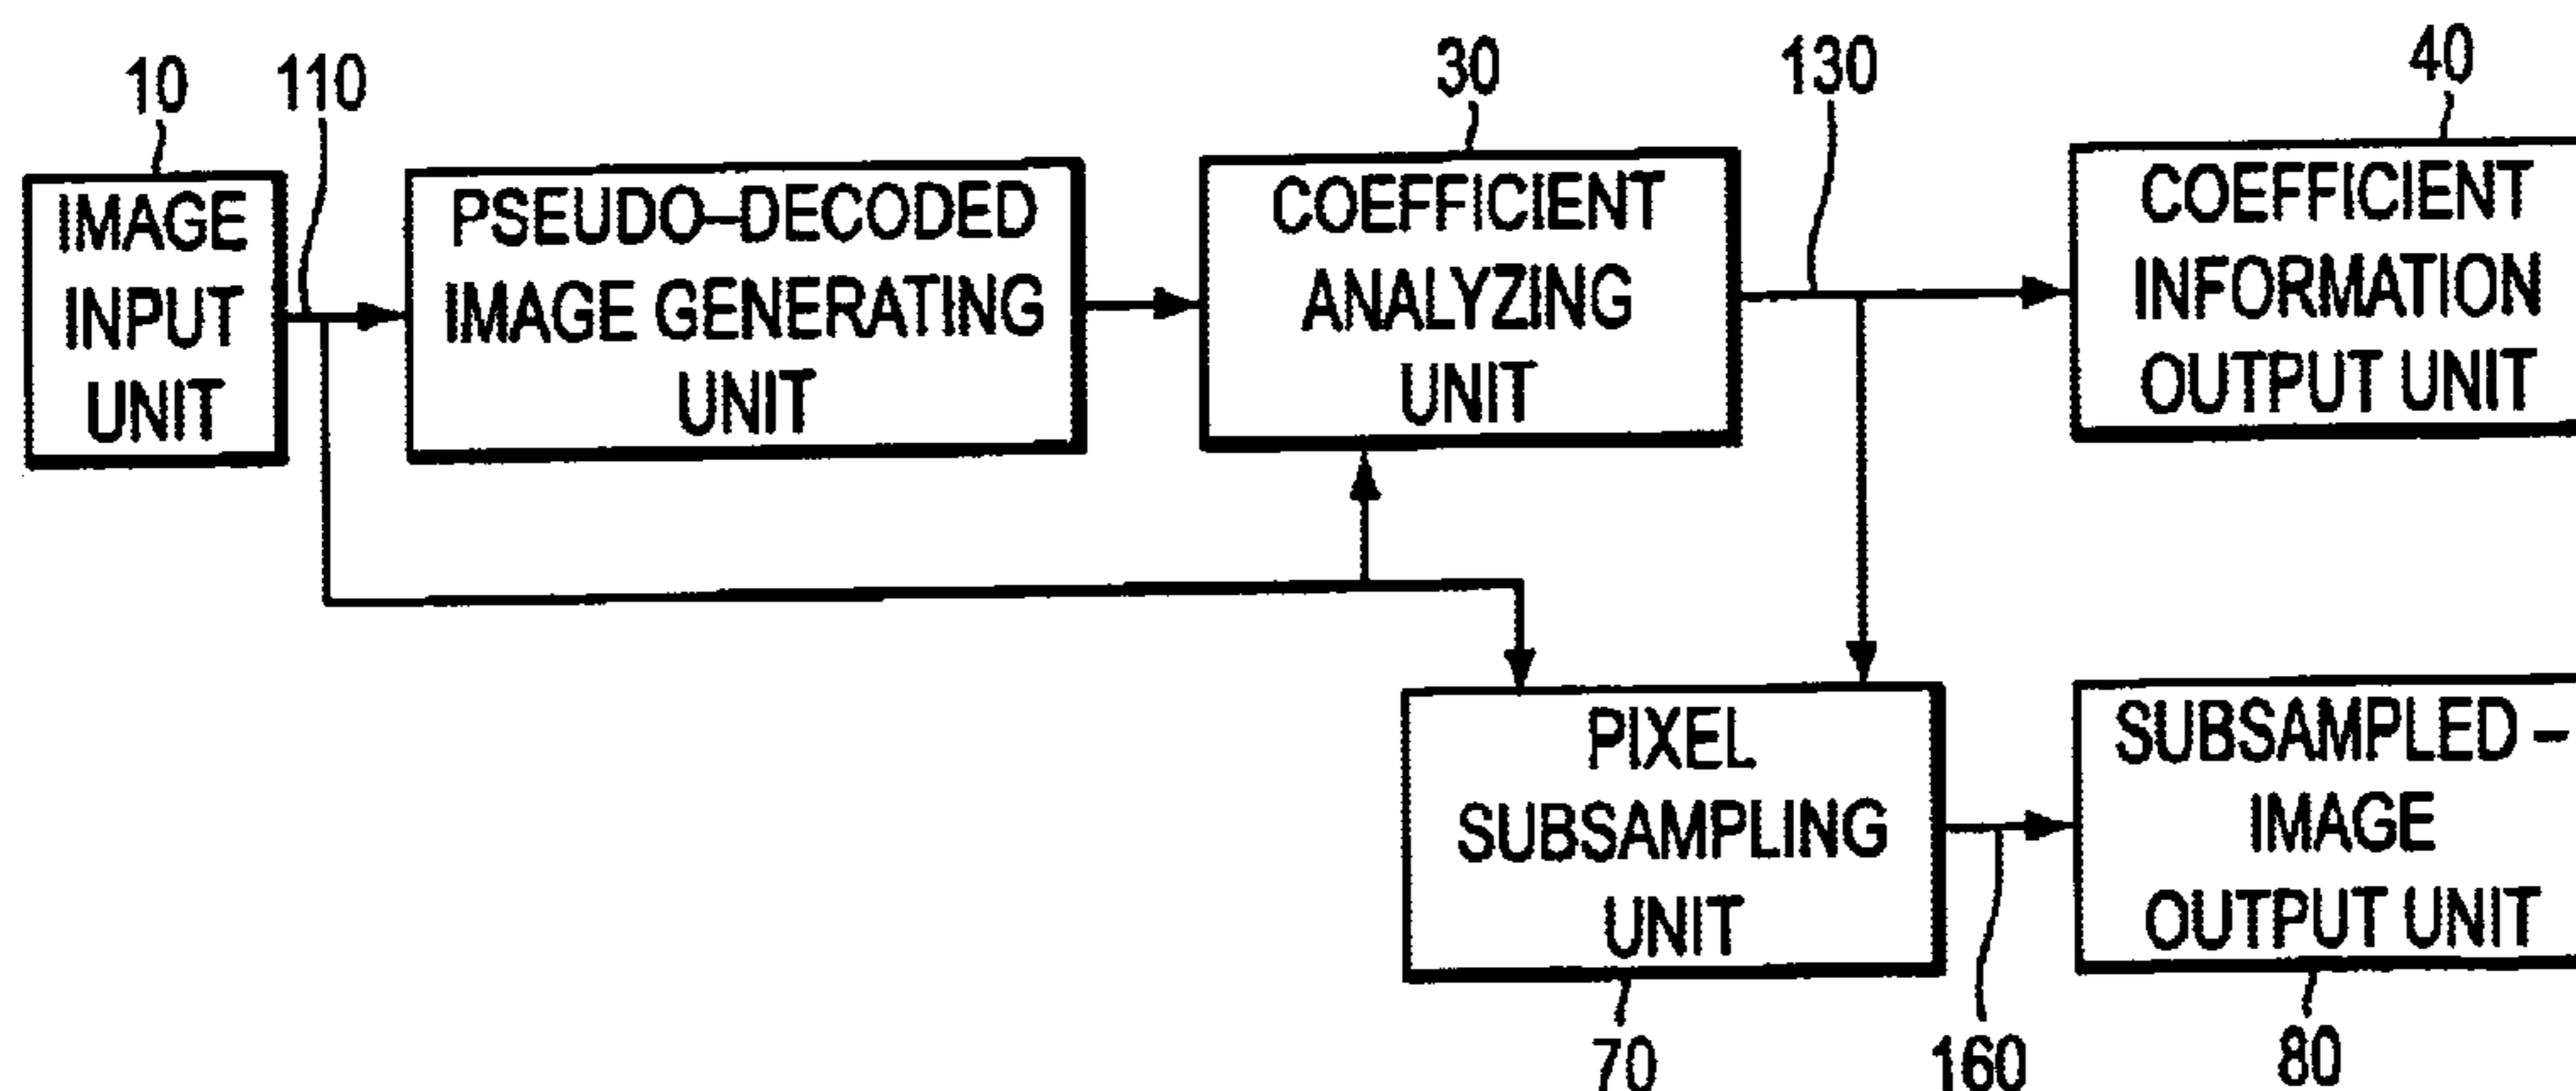 10
110
30
130
40
IMAGE
INPUT
UNIT
PSEUDO–DECODED
IMAGE GENERATING
UNIT
COEFFICIENT
ANALYZING
UNIT
COEFFICIENT
INFORMATION
OUTPUT UNIT
PIXEL
SUBSAMPLING
UNIT
SUBSAMPLED –
IMAGE
OUTPUT UNIT
70
160
80